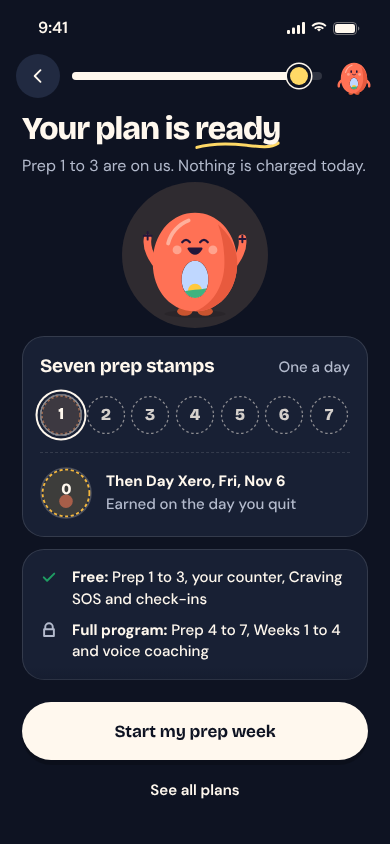 9:41
Your plan is ready
Prep 1 to 3 are on us. Nothing is charged today.
Seven prep stamps
One a day
1 2 3 4 5 6 7
0
Then Day Xero, Fri, Nov 6
Earned on the day you quit
Free: Prep 1 to 3, your counter, Craving
SOS and check-ins
Full program: Prep 4 to 7, Weeks 1 to 4
and voice coaching
Start my prep week
See all plans